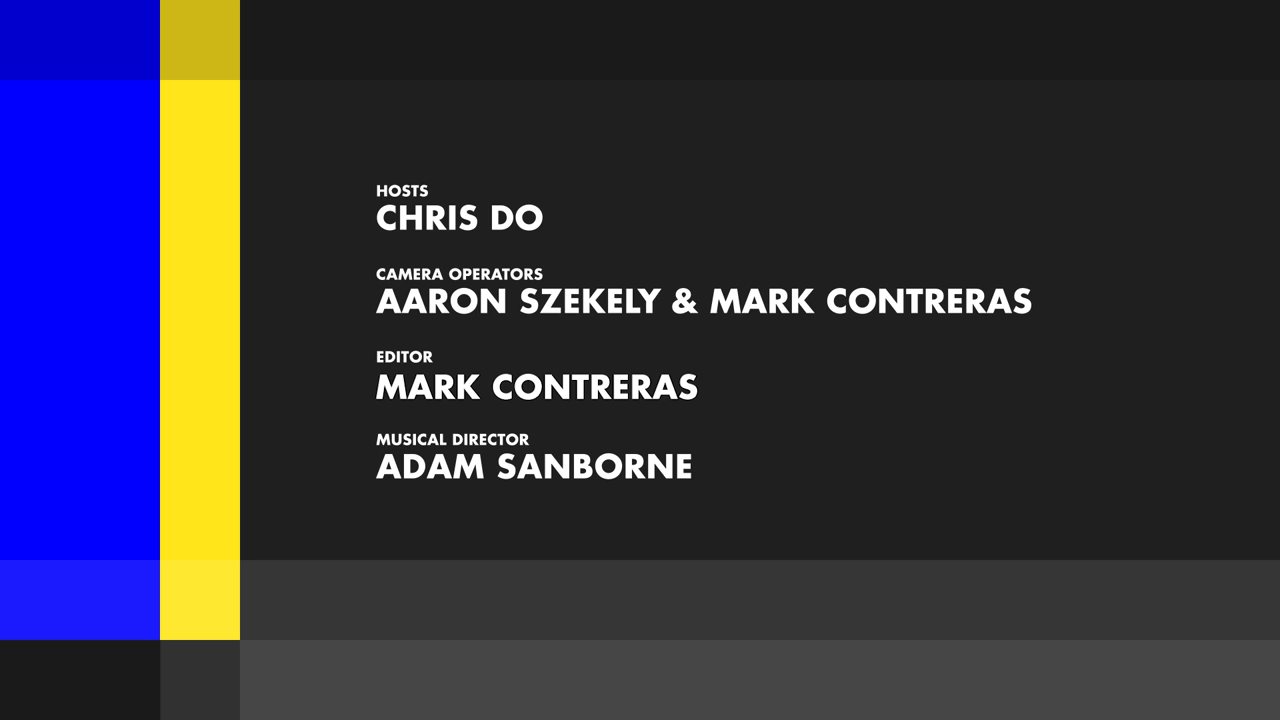 HOSTS
CHRIS DO
CAMERA OPERATORS
AARON SZEKELY & MARK CONTRERAS
EDITOR
MARK CONTRERAS
MUSICAL DIRECTOR
ADAM SANBORNE